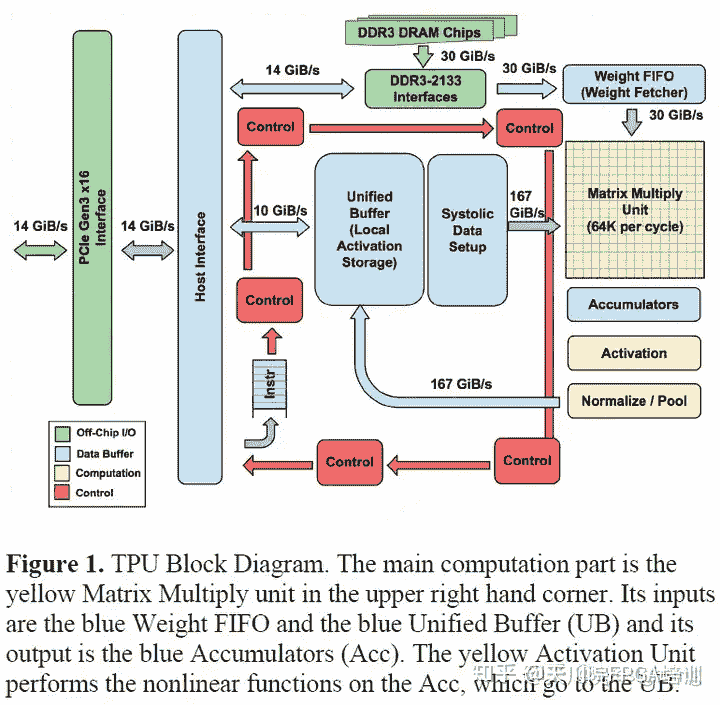 DDR3 DRAM Chips
30 GiB/s
14 GiB/s
DDR3-2133
Interfaces
30 GiB/s
Weight FIFO
(Weight Fetcher)
30 GiB/s
Control
Control
PCIe Gen3 x16
Interface
14 GiB/s
14 GiB/s
Host Interface
10 GiB/s
Unified
Buffer
(Local
Activation
Storage)
Systolic
Data
Setup
167
GiB/s
Matrix Multiply
Unit
(64K per cycle)
Control
Accumulators
Activation
Instr
167 GiB/s
Normalize / Pool
Off-Chip I/O
Data Buffer
Computation
Control
Control
Control
Figure 1. TPU Block Diagram. The main computation part is the
yellow Matrix Multiply unit in the upper right hand corner. Its inputs
are the blue Weight FIFO and the blue Unified Buffer (UB) and its
output is the blue Accumulators (Acc). The yellow Activation Unit
performs the nonlinear functions on the Acc, which go to the UB.
知乎